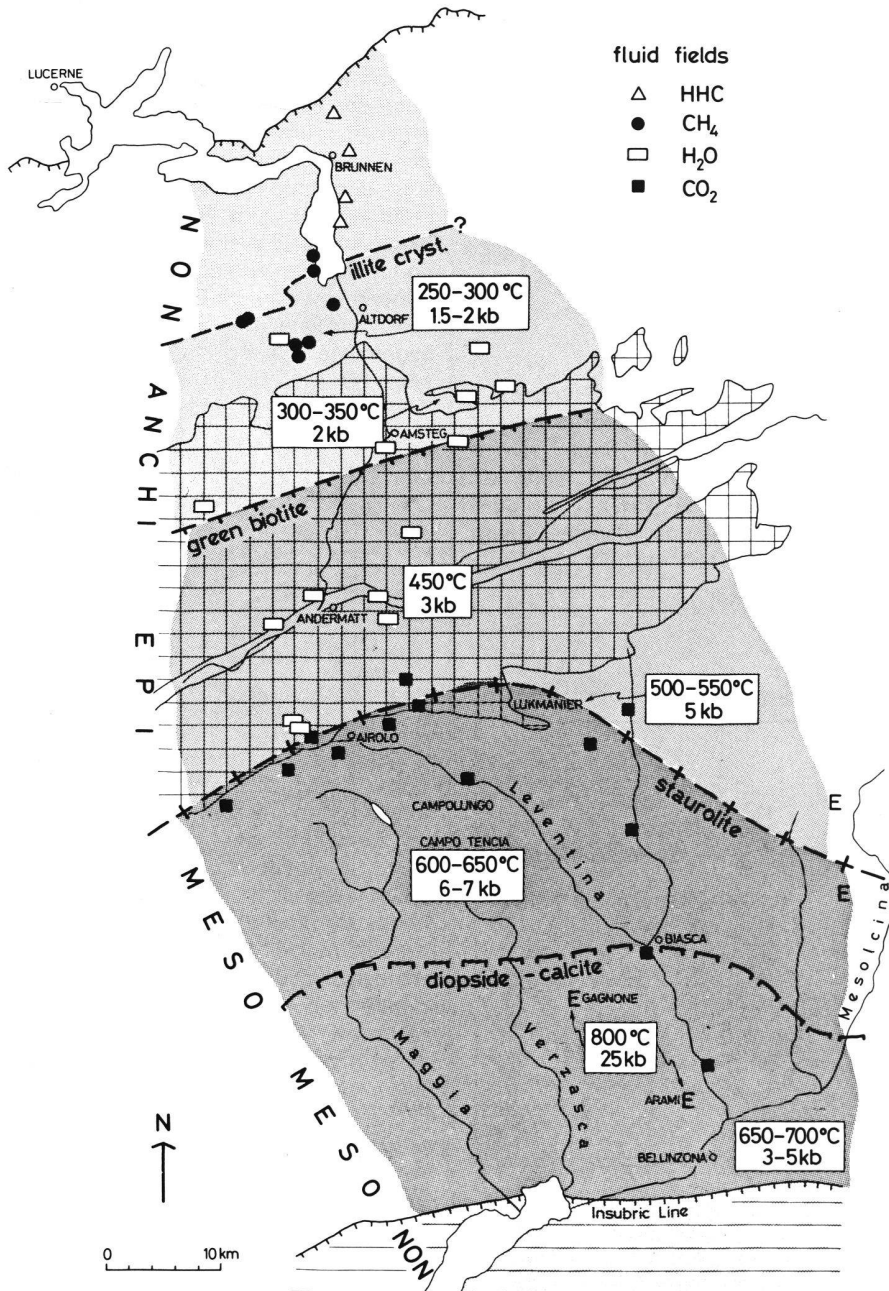 fluid fields
HHC
CH₄
H₂O
CO₂
LUCERNE
BRUNNEN
NON
illite cryst.
?
250–300 °C
1.5–2 kb
ALTDORF
ANCHI
300–350°C
2 kb
AMSTEG
green biotite
450°C
3 kb
ANDERMATT
EPI
500–550°C
5 kb
LUKMANIER
AIROLO
staurolite
E
E
CAMPOLUNGO
Leventina
CAMPO TENCIA
600–650°C
6–7 kb
MESO
Mesolcina
BIASCA
diopside – calcite
E GAGNONE
800°C
25 kb
Maggia
Verzasca
ARAMI E
MESO
650–700°C
3–5 kb
BELLINZONA
N
Insubric Line
NON
0 10 km